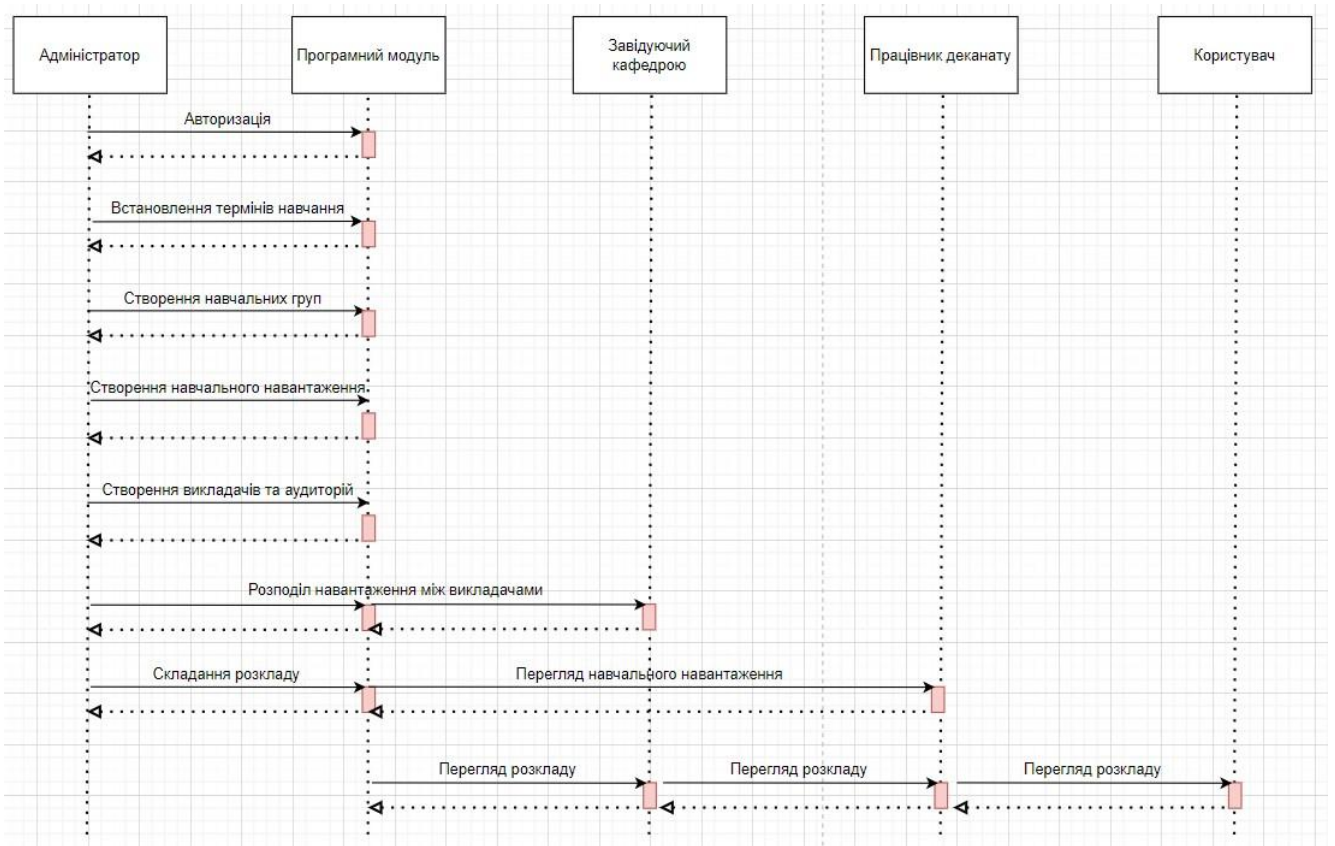 Адміністратор
Програмний модуль
Завідуючий
кафедрою
Працівник деканату
Користувач
Авторизація
Встановлення термінів навчання
Створення навчальних груп
Створення навчального навантаження
Створення викладачів та аудиторій
Розподіл навантаження між викладачами
Складання розкладу
Перегляд навчального навантаження
Перегляд розкладу
Перегляд розкладу
Перегляд розкладу